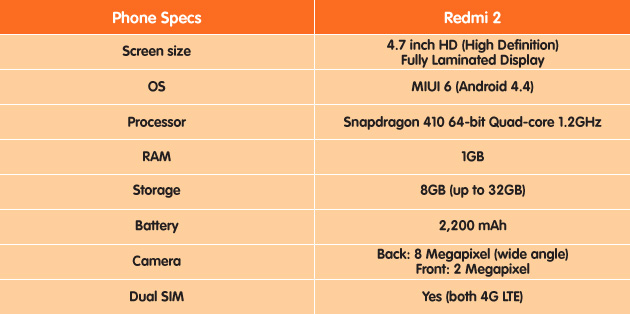 Phone Specs Redmi 2
Screen size 4.7 inch HD (High Definition)
Fully Laminated Display
OS MIUI 6 (Android 4.4)
Processor Snapdragon 410 64-bit Quad-core 1.2GHz
RAM 1GB
Storage 8GB (up to 32GB)
Battery 2,200 mAh
Camera Back: 8 Megapixel (wide angle)
Front: 2 Megapixel
Dual SIM Yes (both 4G LTE)